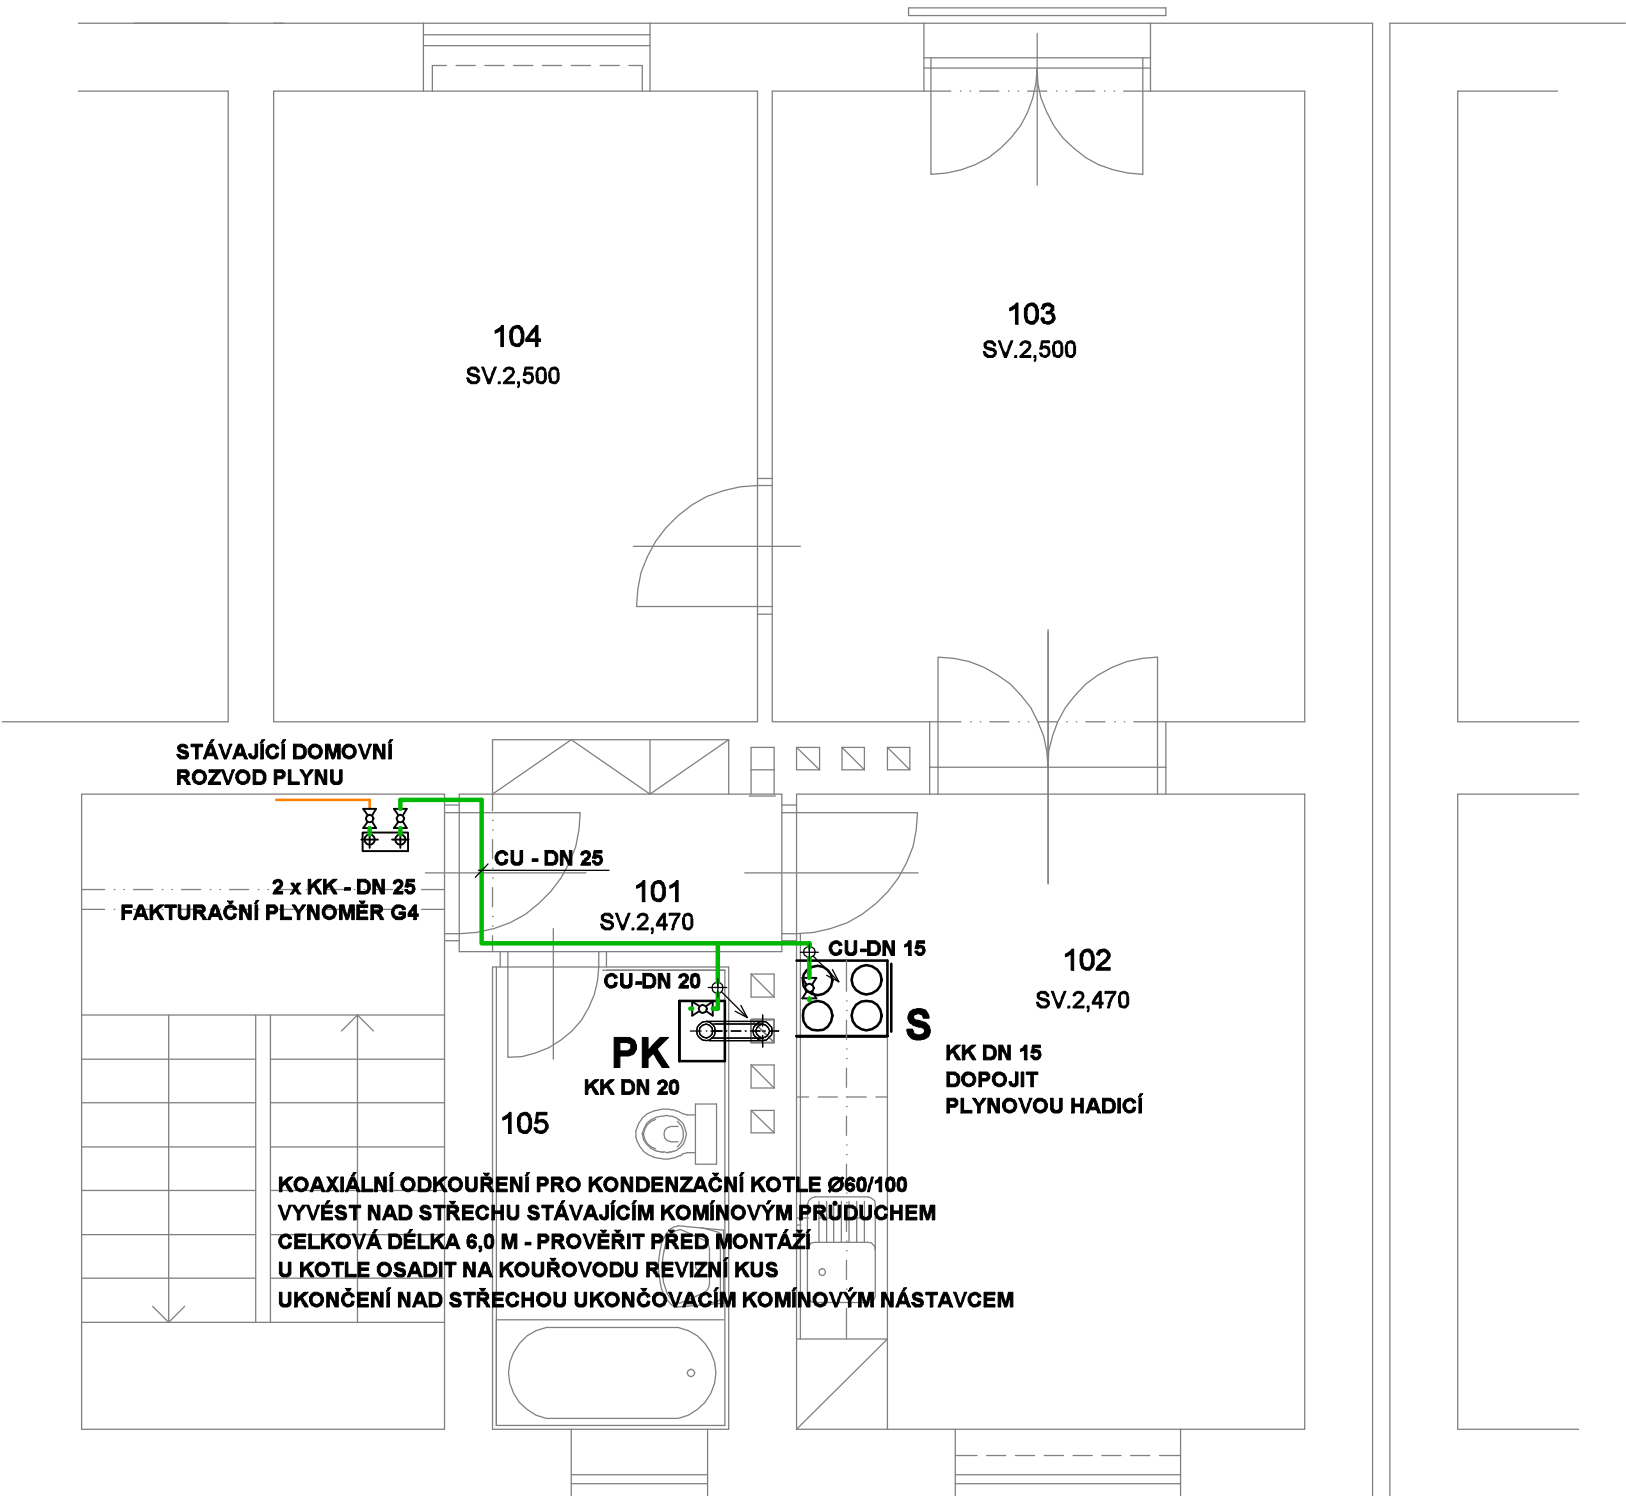 104
SV.2,500
103
SV.2,500
STÁVAJÍCÍ DOMOVNÍ
ROZVOD PLYNU
CU - DN 25
2 x KK - DN 25
FAKTURAČNÍ PLYNOMĚR G4
101
SV.2,470
CU-DN 15
CU-DN 20
102
SV.2,470
S
PK
KK DN 20
KK DN 15
DOPOJIT
PLYNOVOU HADICÍ
105
KOAXIÁLNÍ ODKOUŘENÍ PRO KONDENZAČNÍ KOTLE Ø60/100
VYVÉST NAD STŘECHU STÁVAJÍCÍM KOMÍNOVÝM PRŮDUCHEM
CELKOVÁ DÉLKA 6,0 M - PROVĚŘIT PŘED MONTÁŽÍ
U KOTLE OSADIT NA KOUŘOVODU REVIZNÍ KUS
UKONČENÍ NAD STŘECHOU UKONČOVACÍM KOMÍNOVÝM NÁSTAVCEM